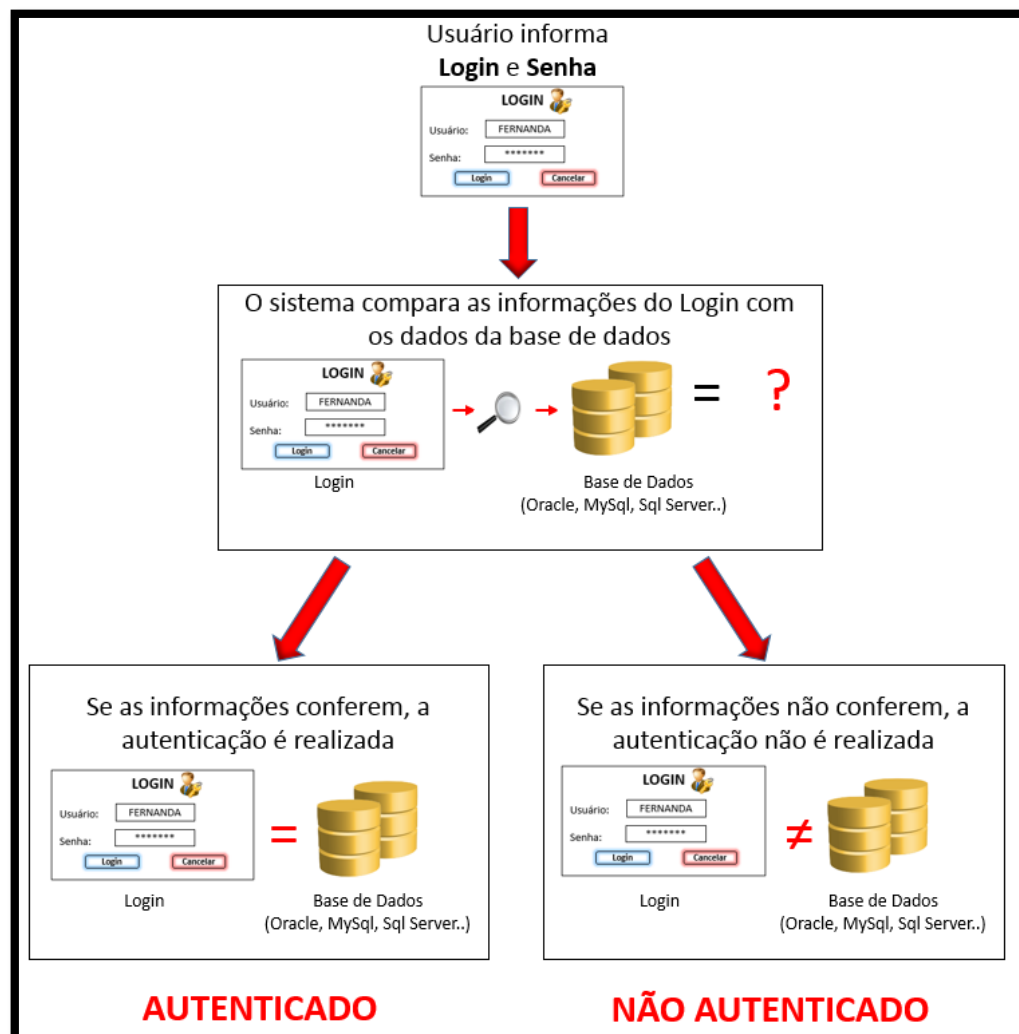 Usuário informa
Login e Senha
LOGIN
Usuário: FERNANDA
Senha: *******
Login Cancelar
O sistema compara as informações do Login com
os dados da base de dados
LOGIN
Usuário: FERNANDA
Senha: *******
Login Cancelar
= ?
Login
Base de Dados
(Oracle, MySql, Sql Server..)
Se as informações conferem, a
autenticação é realizada
LOGIN
Usuário: FERNANDA
Senha: *******
Login Cancelar
=
Login
Base de Dados
(Oracle, MySql, Sql Server..)
AUTENTICADO
Se as informações não conferem, a
autenticação não é realizada
LOGIN
Usuário: FERNANDA
Senha: *******
Login Cancelar
≠
Login
Base de Dados
(Oracle, MySql, Sql Server..)
NÃO AUTENTICADO